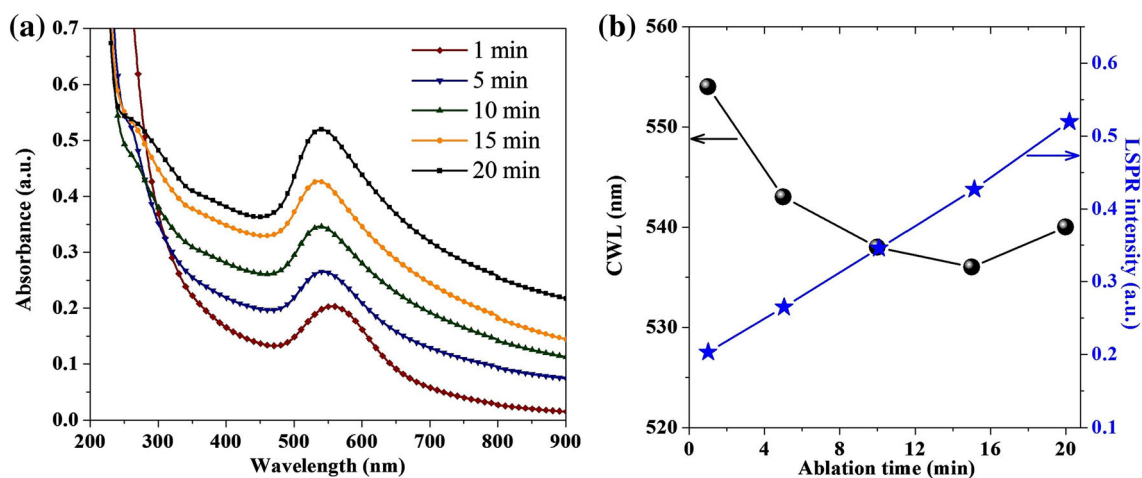 (a)
0.7
0.6
0.5
0.4
0.3
0.2
0.1
0.0
Absorbance (a.u.)
1 min
5 min
10 min
15 min
20 min
200 300 400 500 600 700 800 900
Wavelength (nm)
(b)
560
550
540
530
520
CWL (nm)
0.6
0.5
0.4
0.3
0.2
0.1
LSPR intensity (a.u.)
0 4 8 12 16 20
Ablation time (min)